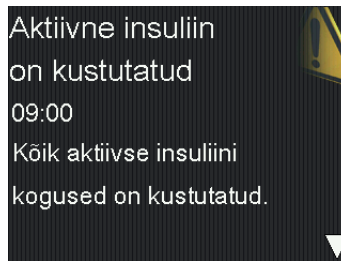 Aktiivne insuliin
on kustutatud
09:00
Kõik aktiivse insuliini
kogused on kustutatud.